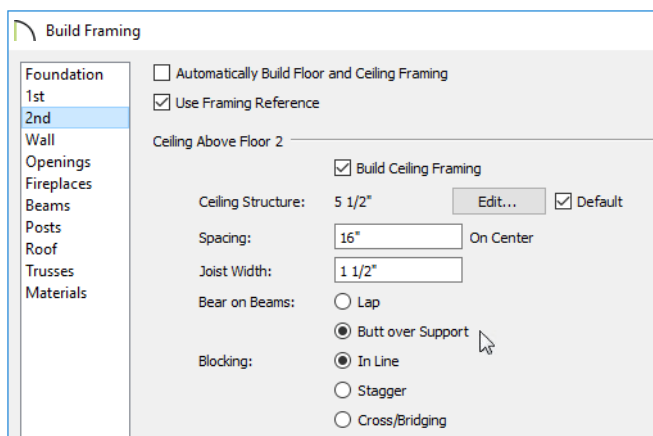 Build Framing
Foundation
1st
2nd
Wall
Openings
Fireplaces
Beams
Posts
Roof
Trusses
Materials
Automatically Build Floor and Ceiling Framing
Use Framing Reference
Ceiling Above Floor 2
Build Ceiling Framing
Ceiling Structure: 5 1/2" Edit... Default
Spacing: 16" On Center
Joist Width: 1 1/2"
Bear on Beams: Lap
Butt over Support
Blocking: In Line
Stagger
Cross/Bridging